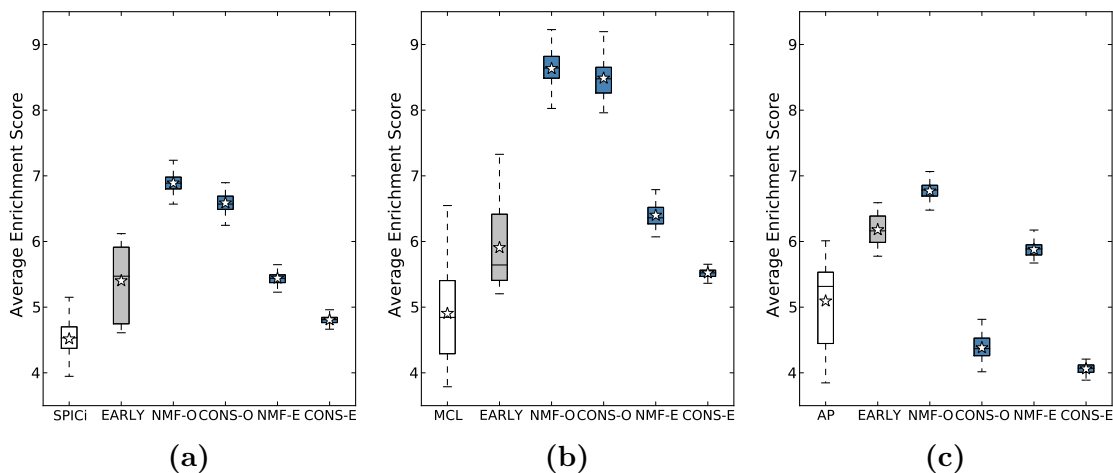 Average Enrichment Score
9
8
7
6
5
4
SPICi EARLY NMF-O CONS-O NMF-E CONS-E
(a)
Average Enrichment Score
9
8
7
6
5
4
MCL EARLY NMF-O CONS-O NMF-E CONS-E
(b)
Average Enrichment Score
9
8
7
6
5
4
AP EARLY NMF-O CONS-O NMF-E CONS-E
(c)